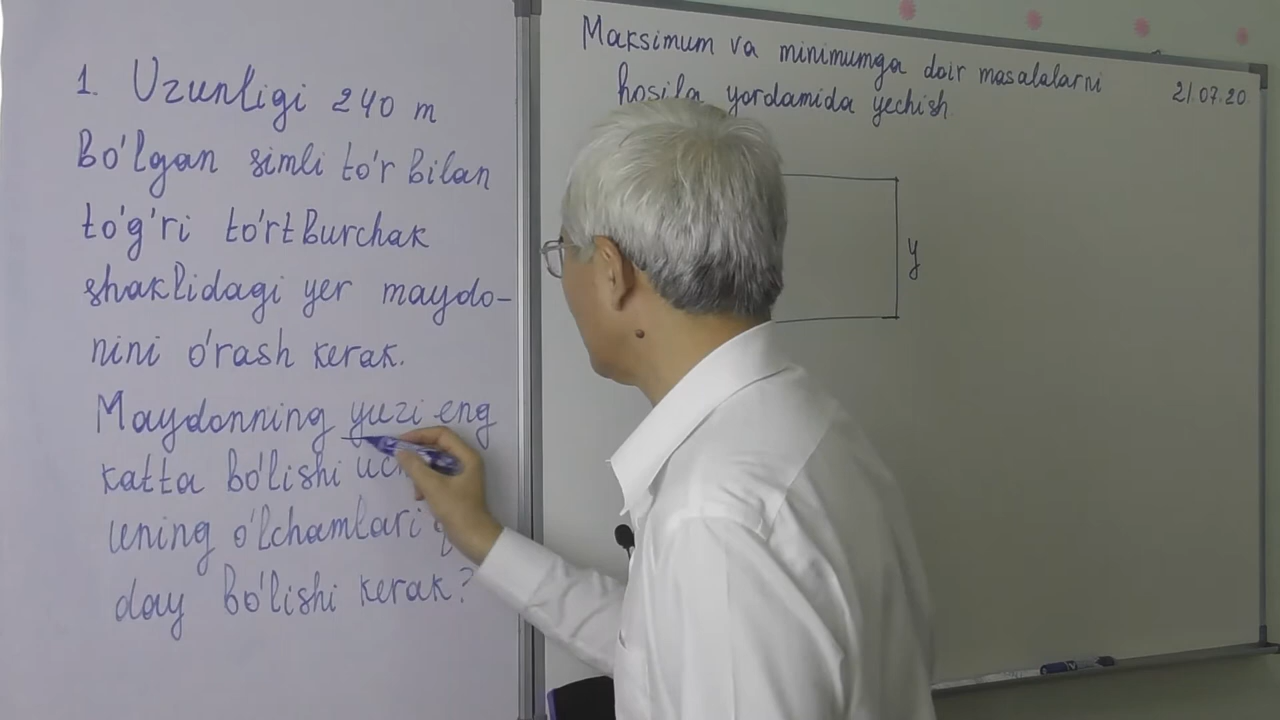 1. Uzunligi 240 m
bo'lgan simli to'r bilan
to'g'ri to'rtburchak
shaklidagi yer maydo-
nini o'rash kerak.
Maydonning yuzi eng
katta bo'lishi
uning o'lchamlari
day bo'lishi kerak?
Maksimum va minimumga doir masalalarni
hosila yordamida yechish.
21.07.20
y